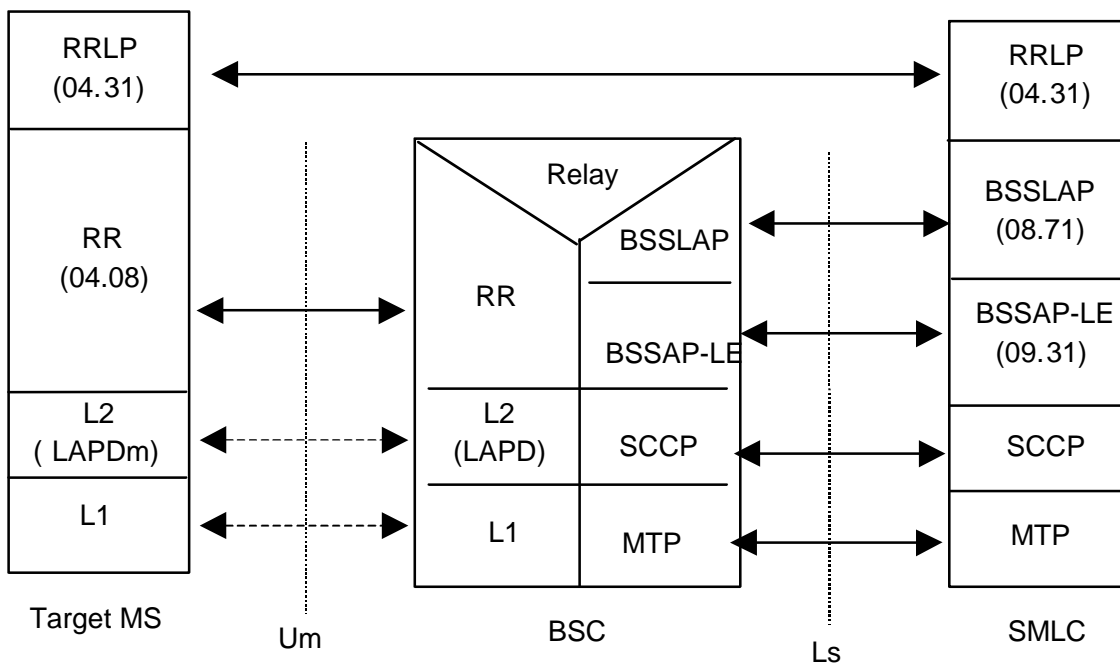 RRLP
(04.31)
RR
(04.08)
L2
( LAPDm)
L1
Target MS
Um
Relay
RR
BSSLAP
BSSAP-LE
L2
(LAPD)
SCCP
L1
MTP
BSC
Ls
RRLP
(04.31)
BSSLAP
(08.71)
BSSAP-LE
(09.31)
SCCP
MTP
SMLC